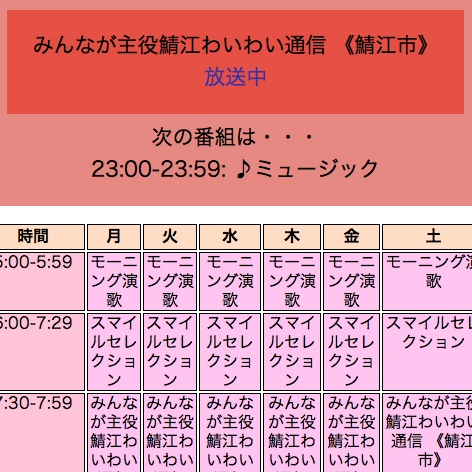 みんなが主役鯖江わいわい通信 《鯖江市》
放送中
次の番組は・・・
23:00-23:59: ♪ミュージック
時間 月 火 水 木 金 土
5:00-5:59 モーニ モーニ モーニ モーニ モーニ モーニング演
ング演 ング演 ング演 ング演 ング演 歌
歌 歌 歌 歌 歌
6:00-7:29 スマイ スマイ スマイ スマイ スマイ スマイルセレ
ルセレ ルセレ ルセレ ルセレ ルセレ クション
クショ クショ クショ クショ クショ
ン ン ン ン ン
7:30-7:59 みんな みんな みんな みんな みんな みんなが主役
が主役 が主役 が主役 が主役 が主役 鯖江わいわい
鯖江わ 鯖江わ 鯖江わ 鯖江わ 鯖江わ 通信 《鯖江
いわい いわい いわい いわい いわい 市》